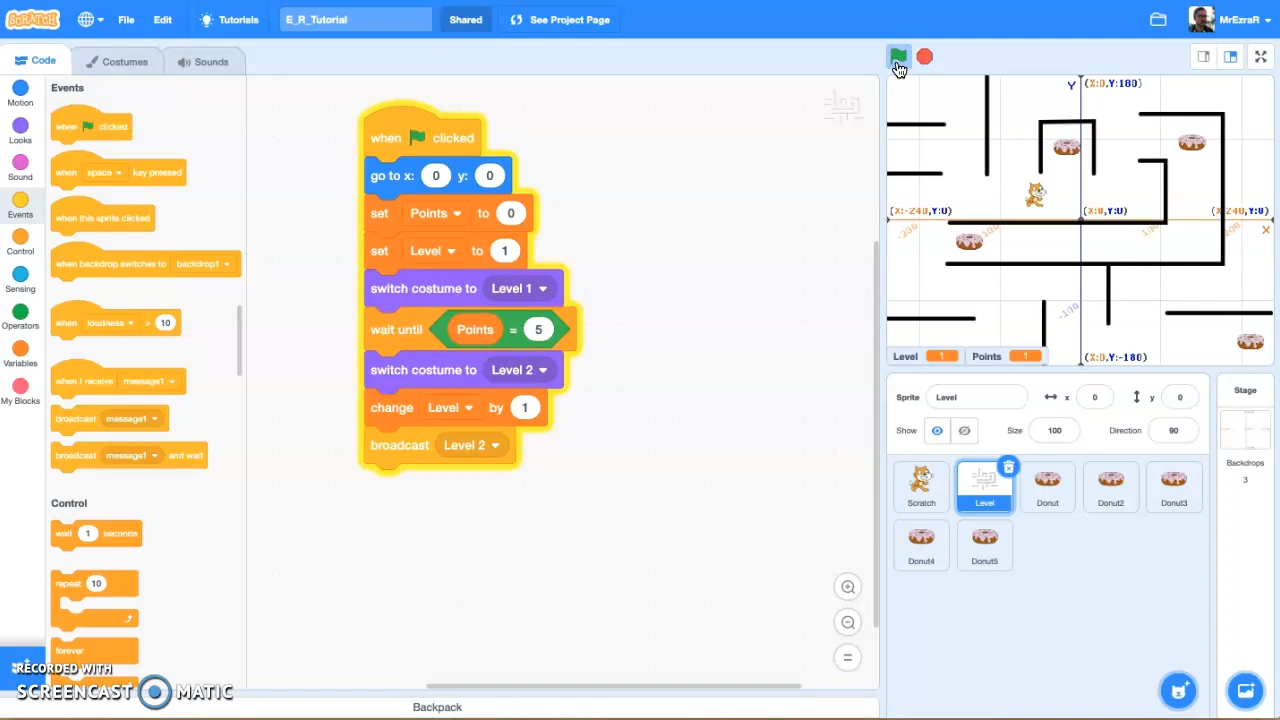 SCRATCH
File
Edit
Tutorials
E_R_Tutorial
Shared
See Project Page
MrEzraR
Code
Costumes
Sounds
Motion
Looks
Sound
Events
Control
Sensing
Operators
Variables
My Blocks
Events
when clicked
when space key pressed
when this sprite clicked
when backdrop switches to backdrop1
when loudness > 10
when I receive message1
broadcast message1
broadcast message1 and wait
Control
wait 1 seconds
repeat 10
forever
RECORDED WITH
SCREENCAST MATIC
when clicked
go to x: 0 y: 0
set Points to 0
set Level to 1
switch costume to Level 1
wait until Points = 5
switch costume to Level 2
change Level by 1
broadcast Level 2
Backpack
Y (X:0,Y:180)
(X:-240,Y:0) (X:0,Y:0) (X:240,Y:0)
-200 -100 100 200 X
-100
Level 1 Points 1 (X:0,Y:-180)
Sprite Level x 0 y 0
Show Size 100 Direction 90
Scratch
Level
Donut
Donut2
Donut3
Donut4
Donut5
Stage
Backdrops
3